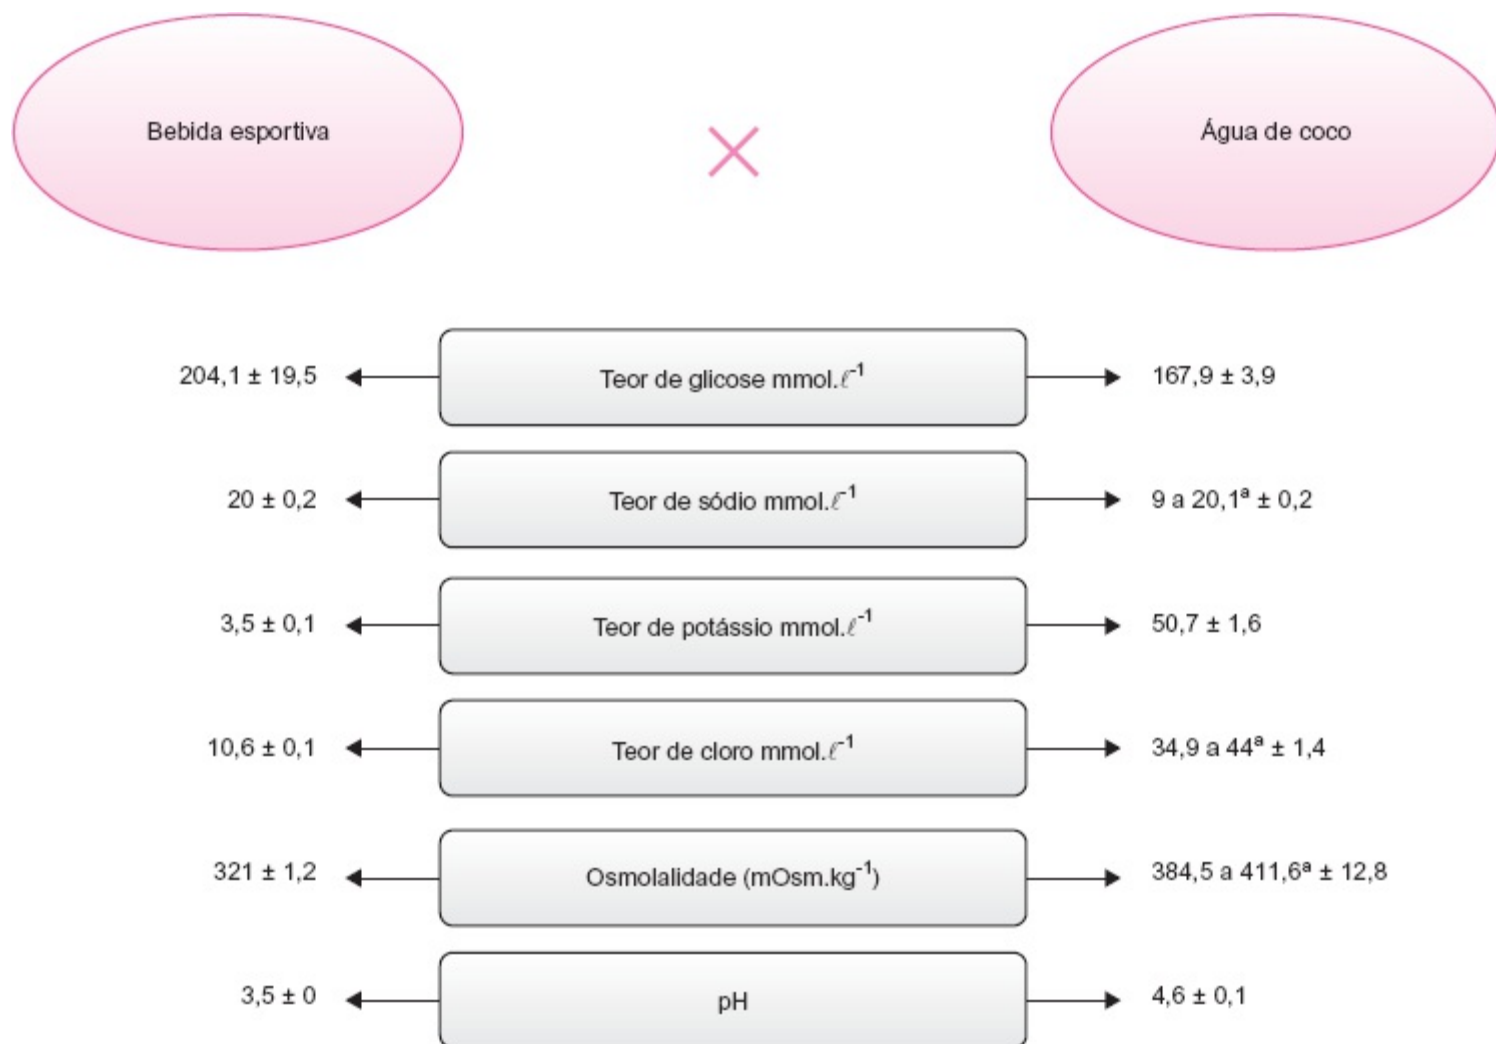 Bebida esportiva
Água de coco
204,1 ± 19,5
Teor de glicose mmol.ℓ⁻¹
167,9 ± 3,9
20 ± 0,2
Teor de sódio mmol.ℓ⁻¹
9 a 20,1ª ± 0,2
3,5 ± 0,1
Teor de potássio mmol.ℓ⁻¹
50,7 ± 1,6
10,6 ± 0,1
Teor de cloro mmol.ℓ⁻¹
34,9 a 44ª ± 1,4
321 ± 1,2
Osmolalidade (mOsm.kg⁻¹)
384,5 a 411,6ª ± 12,8
3,5 ± 0
pH
4,6 ± 0,1